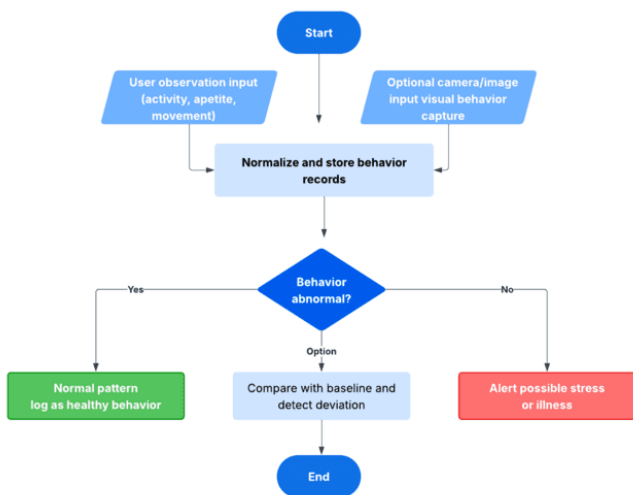 Start
User observation input
(activity, apetite,
movement)
Optional camera/image
input visual behavior
capture
Normalize and store behavior
records
Behavior
abnormal?
Yes
No
Option
Normal pattern
log as healthy behavior
Compare with baseline and
detect deviation
Alert possible stress
or illness
End